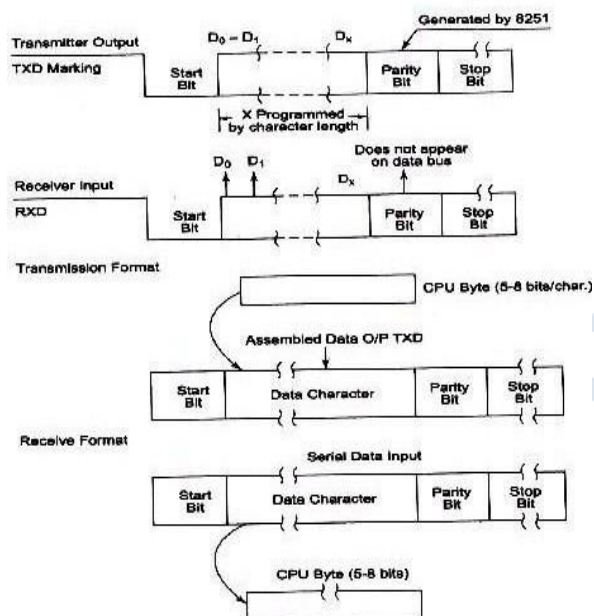 Generated by 8251
Transmitter Output
D0 – D1
Dx
TXD Marking
Start Bit
Parity Bit
Stop Bit
X Programmed
by character length
Does not appear
on data bus
D0
D1
Receiver Input
Dx
RXD
Start Bit
Parity Bit
Stop Bit
Transmission Format
CPU Byte (5-8 bits/char.)
Assembled Data O/P TXD
Start Bit
Data Character
Parity Bit
Stop Bit
Receive Format
Serial Data Input
Start Bit
Data Character
Parity Bit
Stop Bit
CPU Byte (5-8 bits)